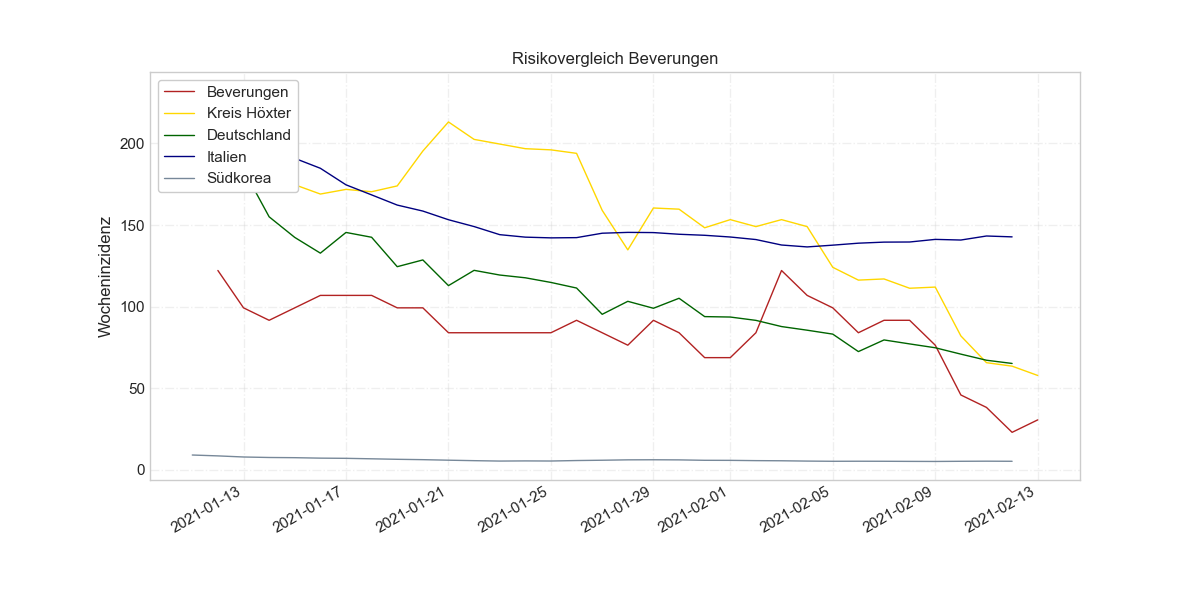 Risikovergleich Beverungen
Beverungen
Kreis Höxter
Deutschland
Italien
Südkorea
Wocheninzidenz
200
150
100
50
0
2021-01-13
2021-01-17
2021-01-21
2021-01-25
2021-01-29
2021-02-01
2021-02-05
2021-02-09
2021-02-13